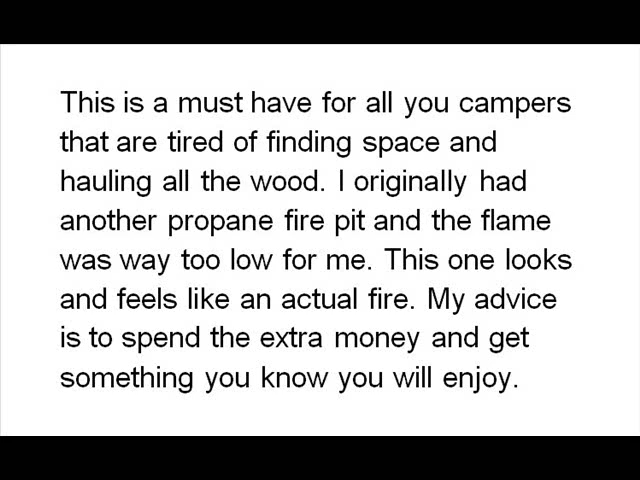 This is a must have for all you campers
that are tired of finding space and
hauling all the wood. I originally had
another propane fire pit and the flame
was way too low for me. This one looks
and feels like an actual fire. My advice
is to spend the extra money and get
something you know you will enjoy.